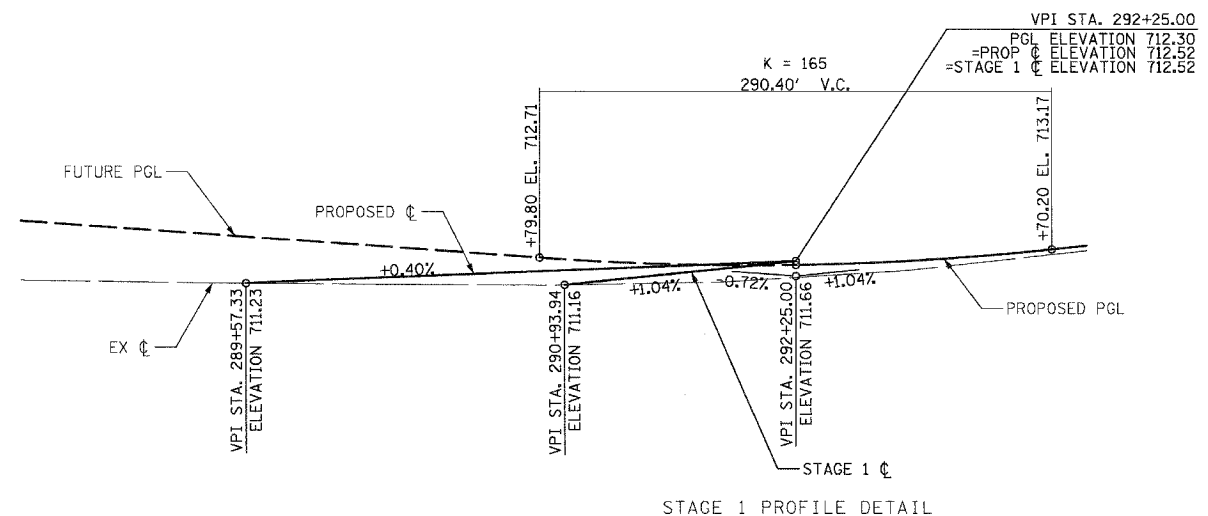 VPI STA. 292+25.00
PGL ELEVATION 712.30
=PROP ℄ ELEVATION 712.52
=STAGE 1 ℄ ELEVATION 712.52
K = 165
290.40' V.C.
+79.80 EL. 712.71
+70.20 EL. 713.17
FUTURE PGL
PROPOSED ℄
+0.40%
+1.04%
-0.72%
+1.04%
EX ℄
PROPOSED PGL
VPI STA. 289+57.33
ELEVATION 711.23
VPI STA. 290+93.94
ELEVATION 711.16
VPI STA. 292+25.00
ELEVATION 711.66
STAGE 1 ℄
STAGE 1 PROFILE DETAIL